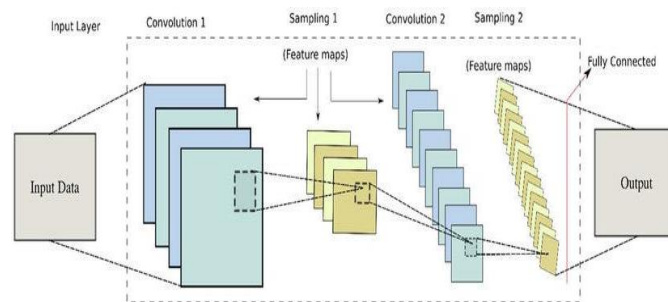 Input Layer
Convolution 1
Sampling 1
Convolution 2
Sampling 2
(Feature maps)
(Feature maps)
Fully Connected
Input Data
Output